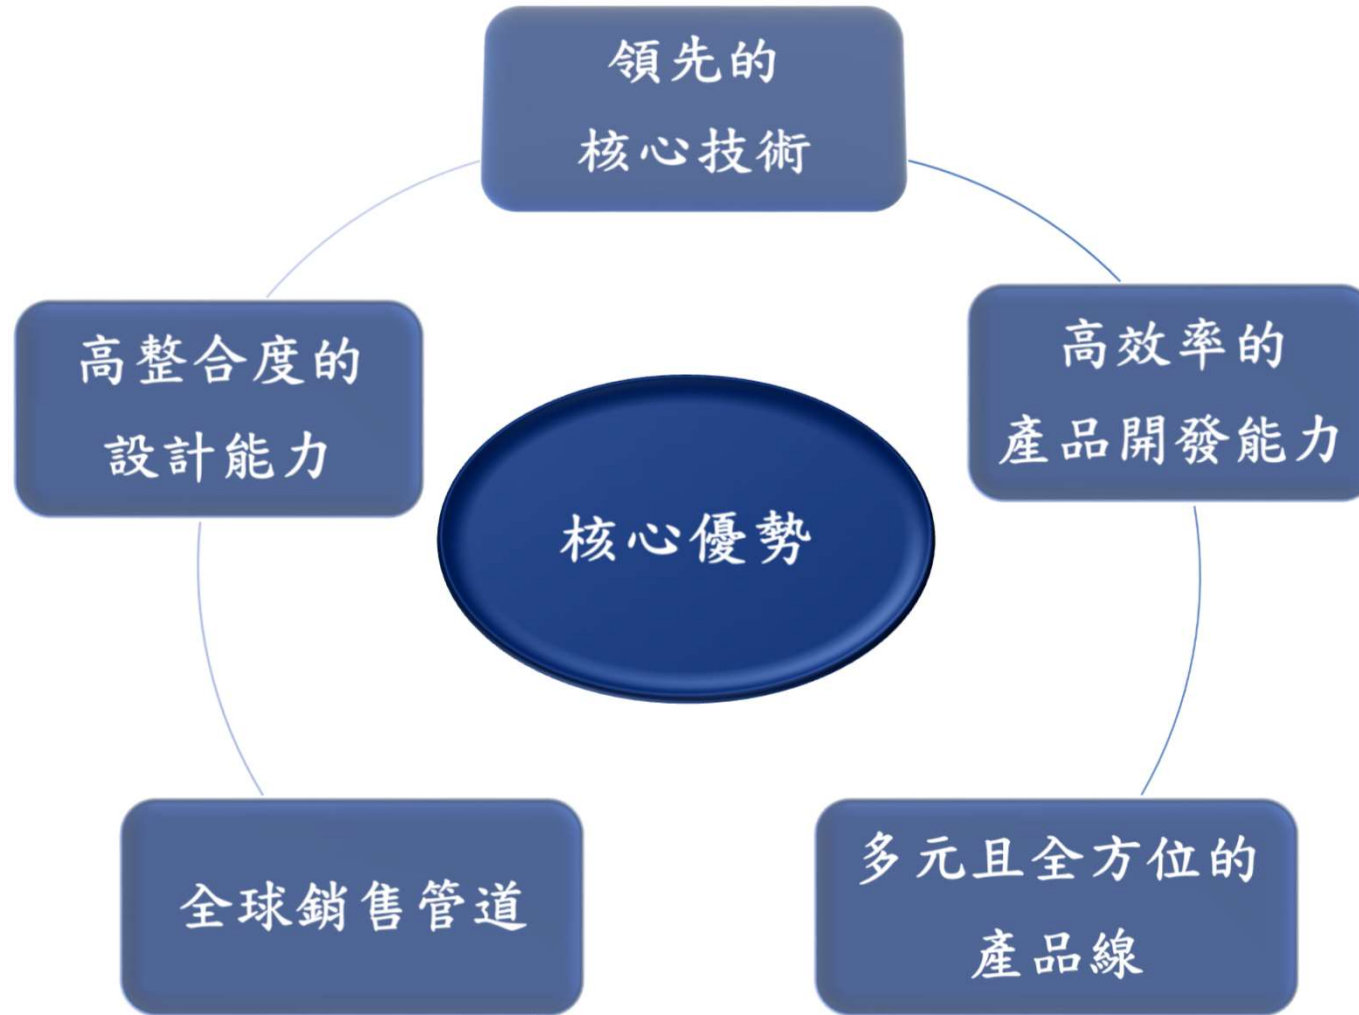 領先的
核心技術
高整合度的
設計能力
高效率的
產品開發能力
核心優勢
全球銷售管道
多元且全方位的
產品線